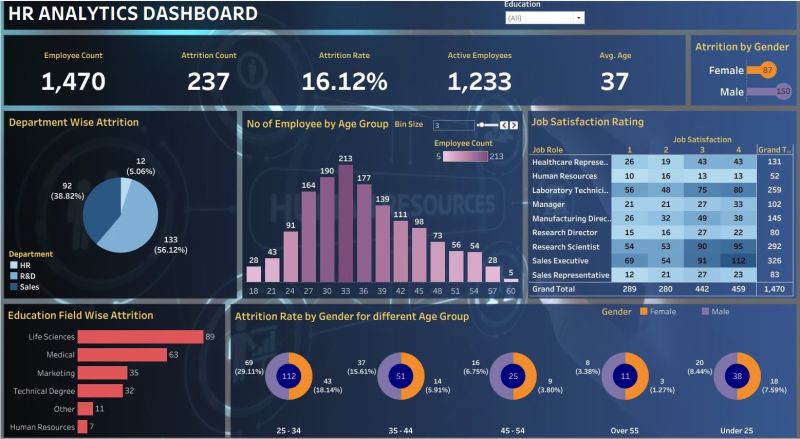 HR ANALYTICS DASHBOARD
Education
(All)
Employee Count
1,470
Attrition Count
237
Attrition Rate
16.12%
Active Employees
1,233
Avg. Age
37
Attrition by Gender
Female 87
Male 150
Department Wise Attrition
12
(5.06%)
92
(38.82%)
133
(56.12%)
Department
HR
R&D
Sales
No of Employee by Age Group
Bin Size
3
Employee Count
5 213
28 43 91 164 190 213 177 139 111 98 73 56 54 28 5
18 21 24 27 30 33 36 39 42 45 48 51 54 57 60
Job Satisfaction Rating
Job Satisfaction
Job Role 1 2 3 4 Grand T..
Healthcare Represe.. 26 19 43 43 131
Human Resources 10 16 13 13 52
Laboratory Technici.. 56 48 75 80 259
Manager 21 21 27 33 102
Manufacturing Direc.. 26 32 49 38 145
Research Director 15 16 27 22 80
Research Scientist 54 53 90 95 292
Sales Executive 69 54 91 112 326
Sales Representative 12 21 27 23 83
Grand Total 289 280 442 459 1,470
Education Field Wise Attrition
Life Sciences 89
Medical 63
Marketing 35
Technical Degree 32
Other 11
Human Resources 7
Attrition Rate by Gender for different Age Group
Gender Female Male
69
(29.11%)
112
43
(18.14%)
25 - 34
37
(15.61%)
51
14
(5.91%)
35 - 44
16
(6.75%)
25
9
(3.80%)
45 - 54
8
(3.38%)
11
3
(1.27%)
Over 55
20
(8.44%)
38
18
(7.59%)
Under 25